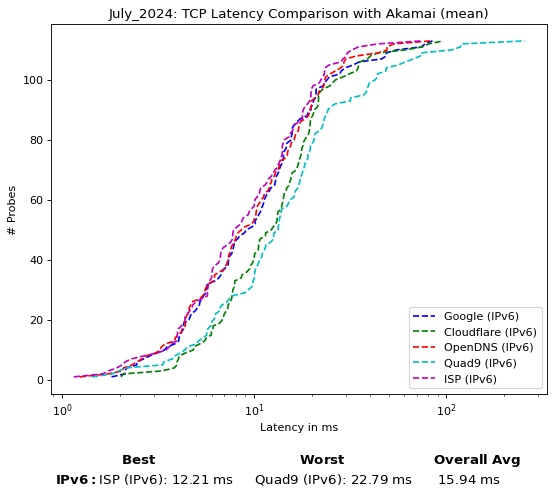 July_2024: TCP Latency Comparison with Akamai (mean)
100
80
60
40
20
0
# Probes
Google (IPv6)
Cloudflare (IPv6)
OpenDNS (IPv6)
Quad9 (IPv6)
ISP (IPv6)
10⁰ 10¹ 10²
Latency in ms
Best Worst Overall Avg
IPv6: ISP (IPv6): 12.21 ms Quad9 (IPv6): 22.79 ms 15.94 ms